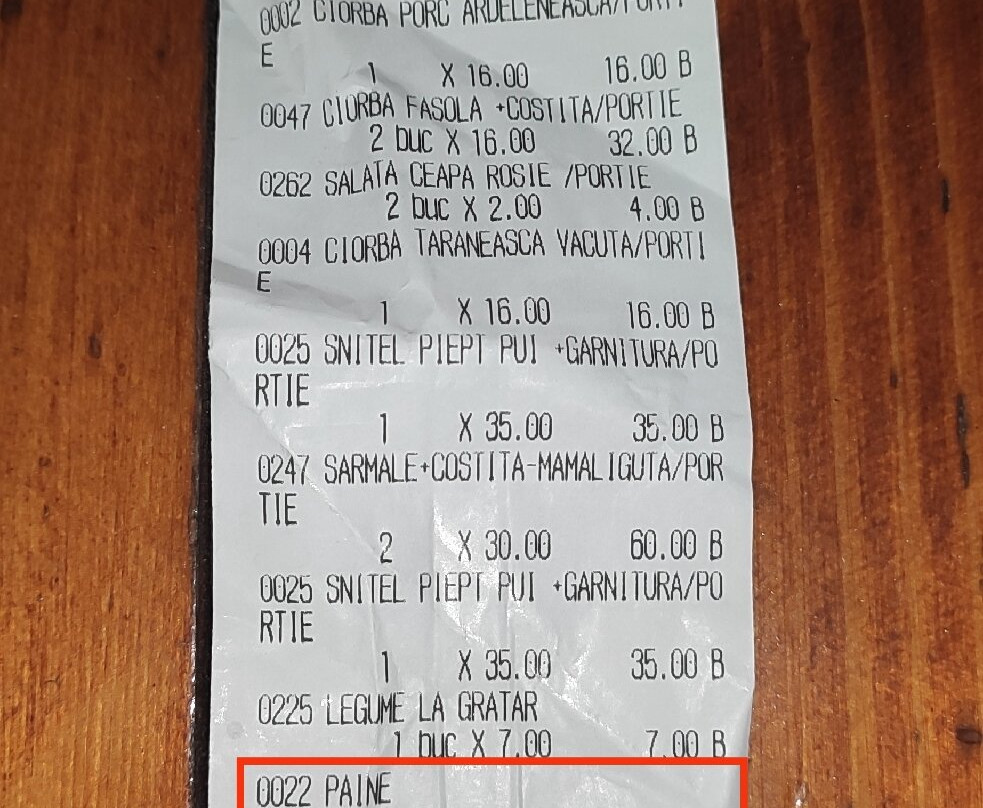 0002 CIORBA PORC ARDELENEASCA/PORTI
E
1 X 16.00 16.00 B
0047 CIORBA FASOLA +COSTITA/PORTIE
2 buc X 16.00 32.00 B
0262 SALATA CEAPA ROSIE /PORTIE
2 buc X 2.00 4.00 B
0004 CIORBA TARANEASCA VACUTA/PORTI
E
1 X 16.00 16.00 B
0025 SNITEL PIEPT PUI +GARNITURA/PO
RTIE
1 X 35.00 35.00 B
0247 SARMALE+COSTITA-MAMALIGUTA/POR
TIE
2 X 30.00 60.00 B
0025 SNITEL PIEPT PUI +GARNITURA/PO
RTIE
1 X 35.00 35.00 B
0225 LEGUME LA GRATAR
1 buc X 7.00 7.00 B
0022 PAINE